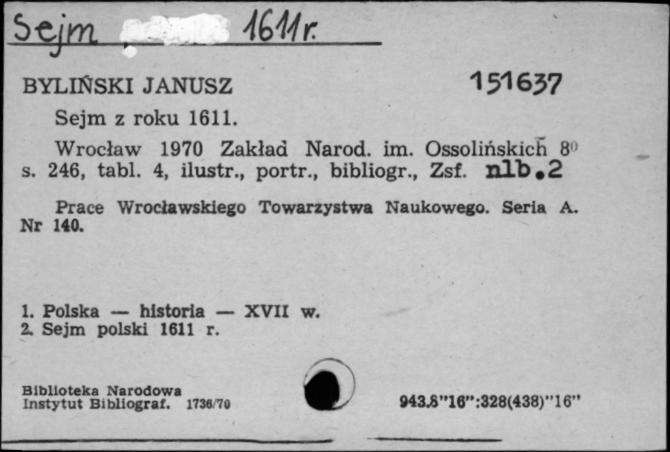 Sejm 1611 r.
BYLIŃSKI JANUSZ 151637
Sejm z roku 1611.
Wrocław 1970 Zakład Narod. im. Ossolińskich 8⁰
s. 246, tabl. 4, ilustr., portr., bibliogr., Zsf. nlb.2
Prace Wrocławskiego Towarzystwa Naukowego. Seria A.
Nr 140.
1. Polska — historia — XVII w.
2. Sejm polski 1611 r.
Biblioteka Narodowa
Instytut Bibliograf. 1736/70 943.8"16":328(438)"16"